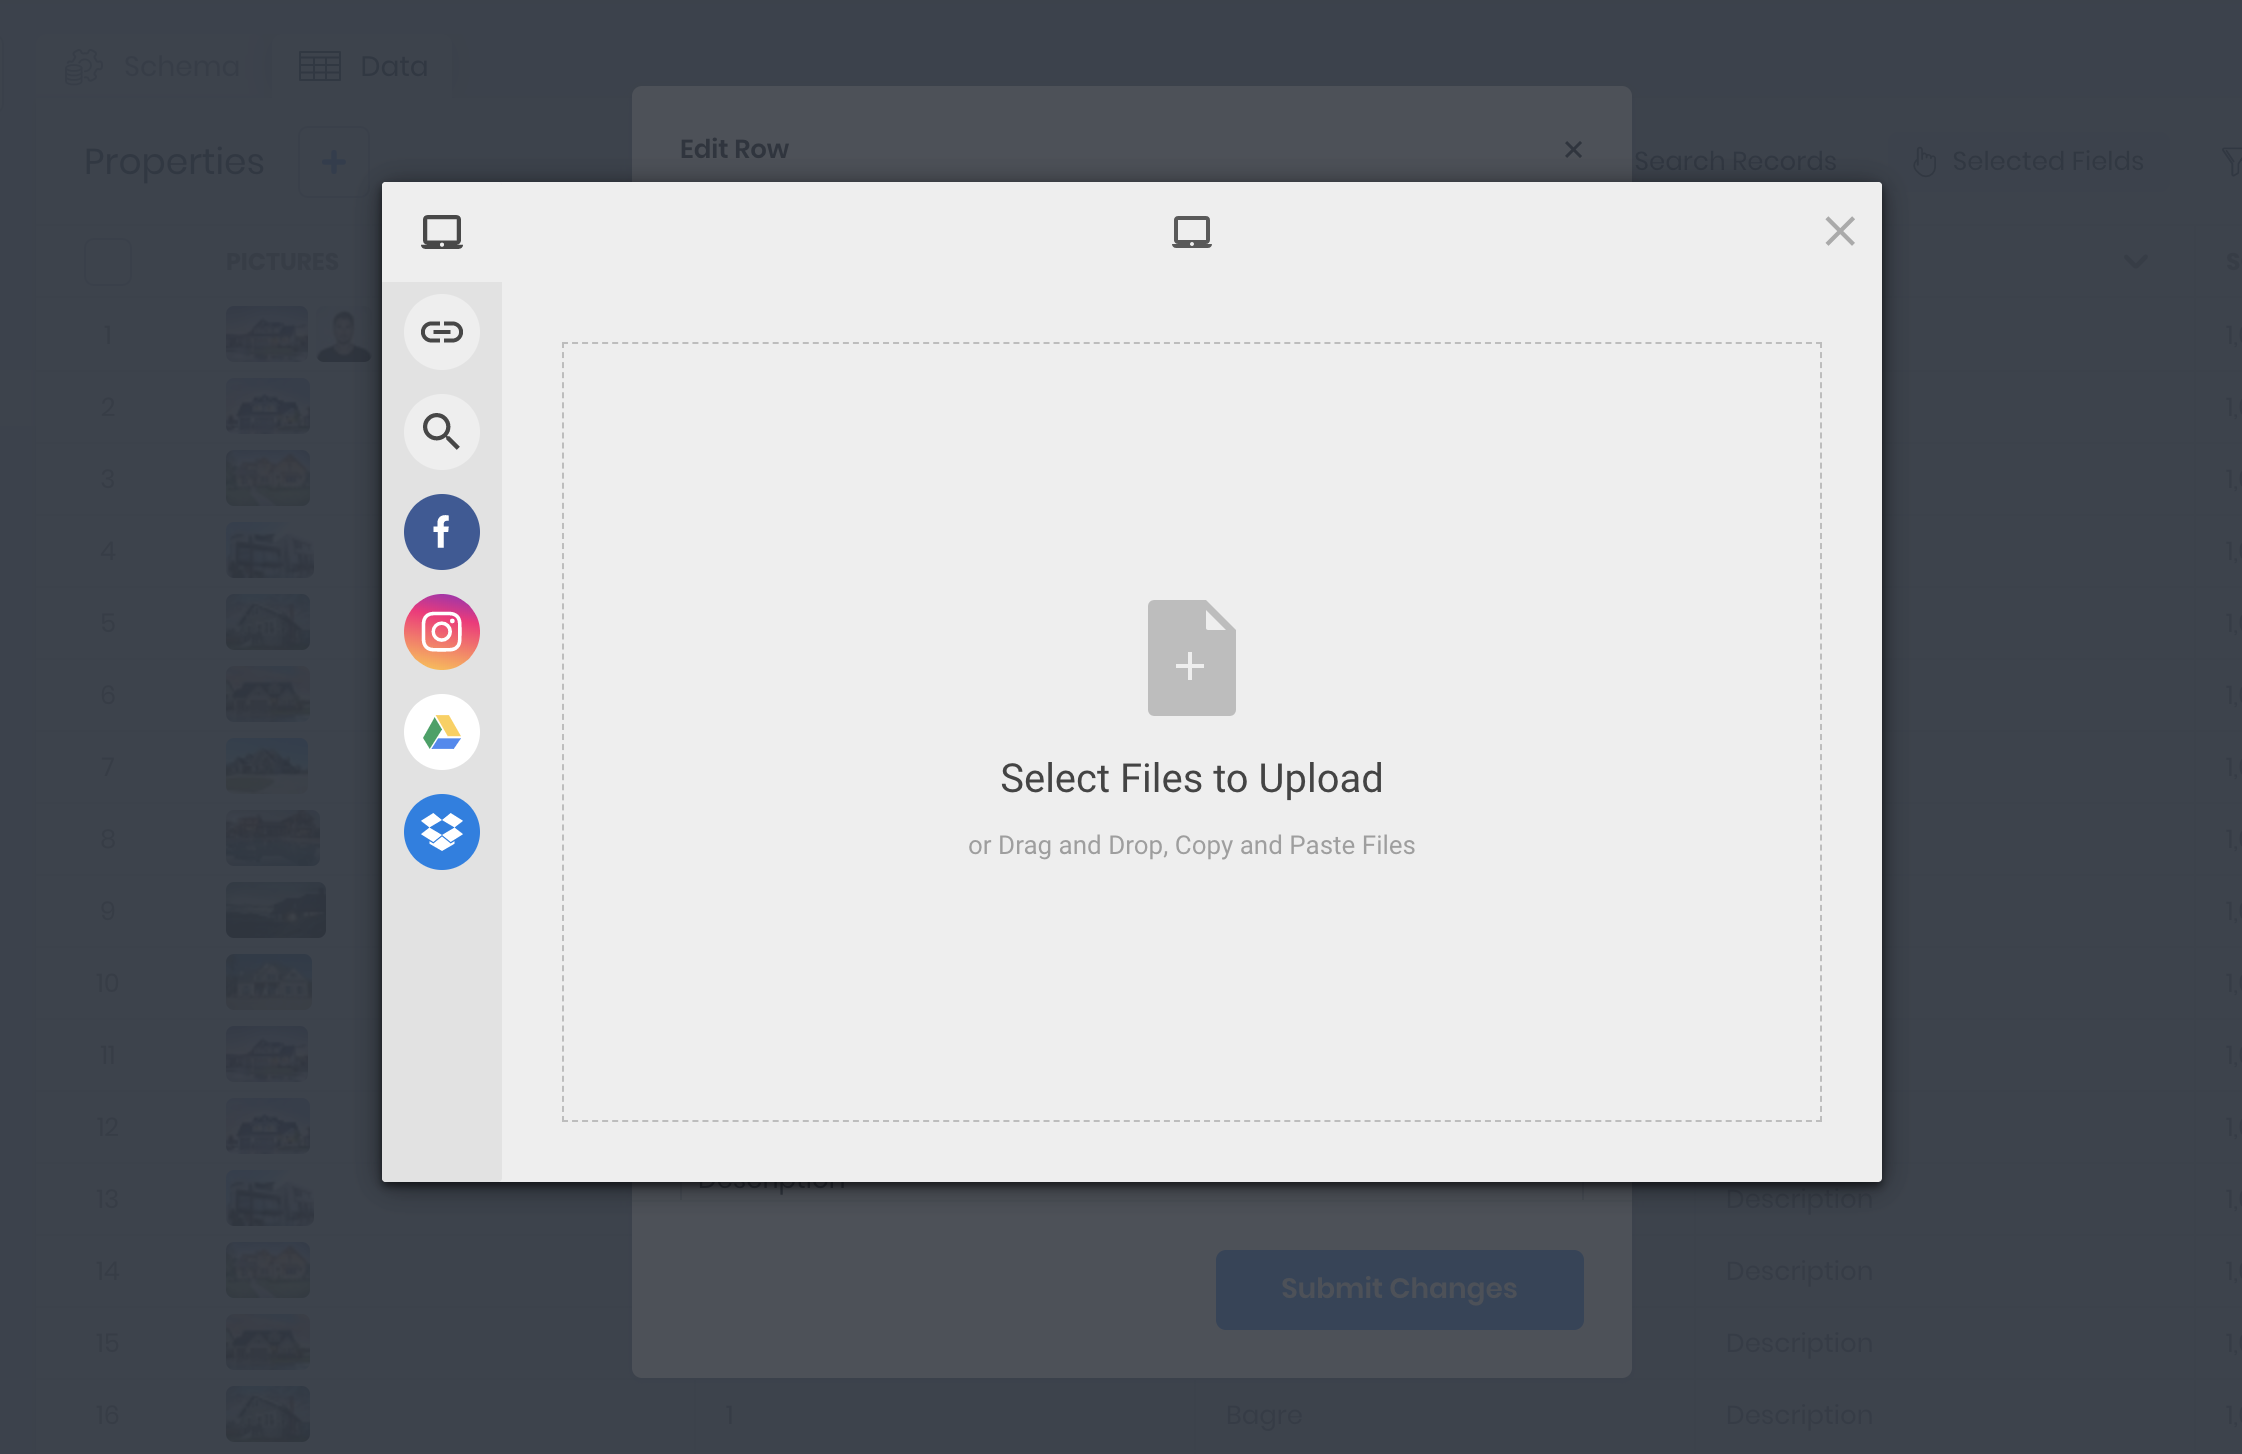 Schema
Data
Properties
Edit Row
Search Records
Selected Fields
PICTURES
1
2
3
4
5
6
7
8
9
10
11
12
13
14
15
16
Select Files to Upload
or Drag and Drop, Copy and Paste Files
Description
Description
Description
Submit Changes
Description
1
Bagre
Description